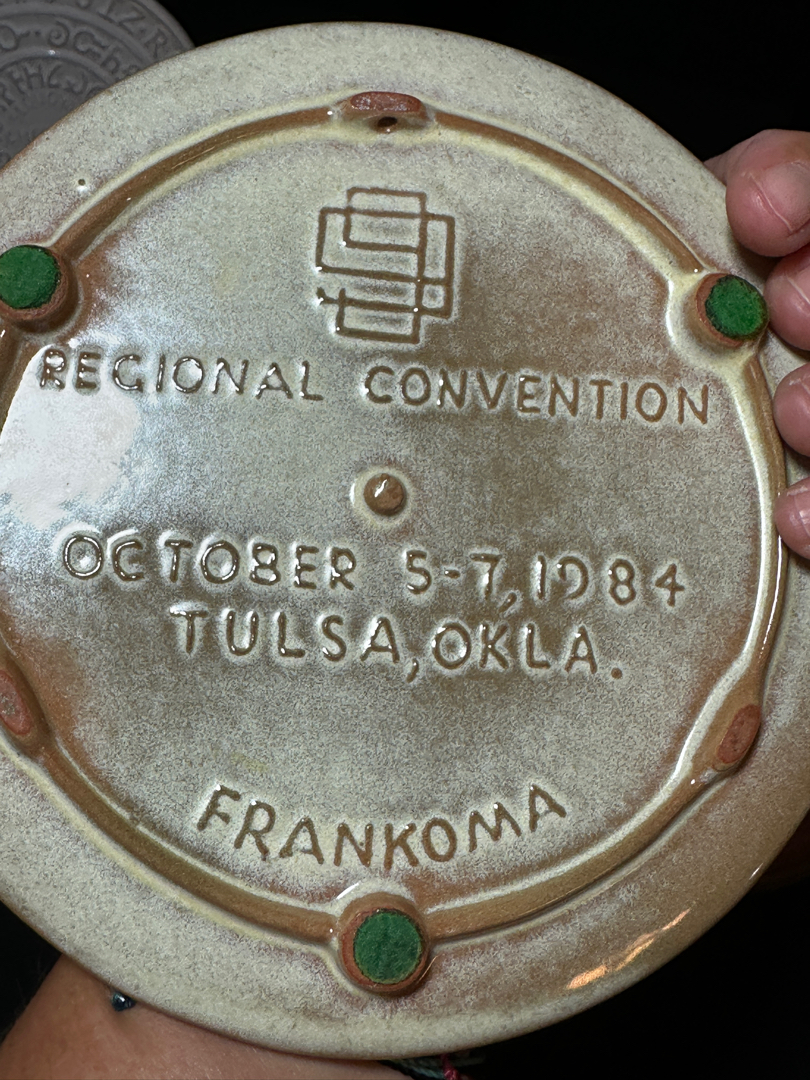 REGIONAL CONVENTION
OCTOBER 5-7, 1984
TULSA, OKLA.
FRANKOMA